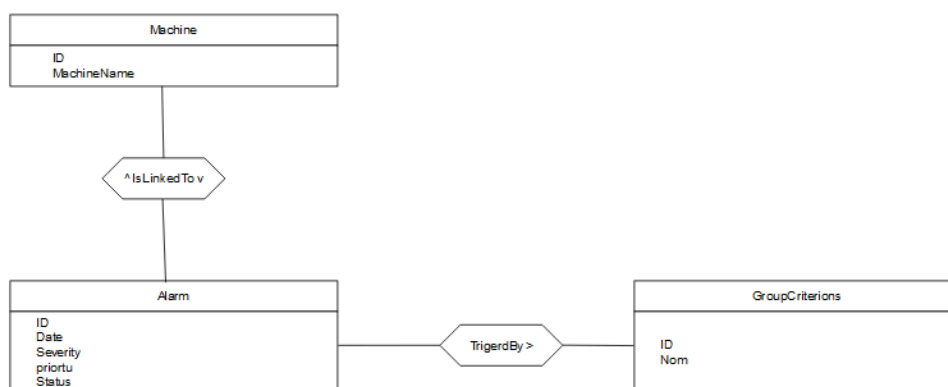 Machine
ID
MachineName
^ IsLinkedTo v
Alarm
ID
Date
Severity
priortu
Status
TrigerdBy >
GroupCriterions
ID
Nom